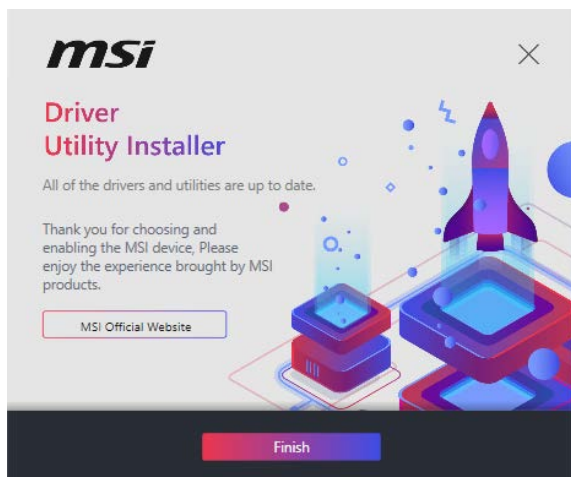 msi
Driver
Utility Installer
All of the drivers and utilities are up to date.
Thank you for choosing and
enabling the MSI device, Please
enjoy the experience brought by MSI
products.
MSI Official Website
Finish